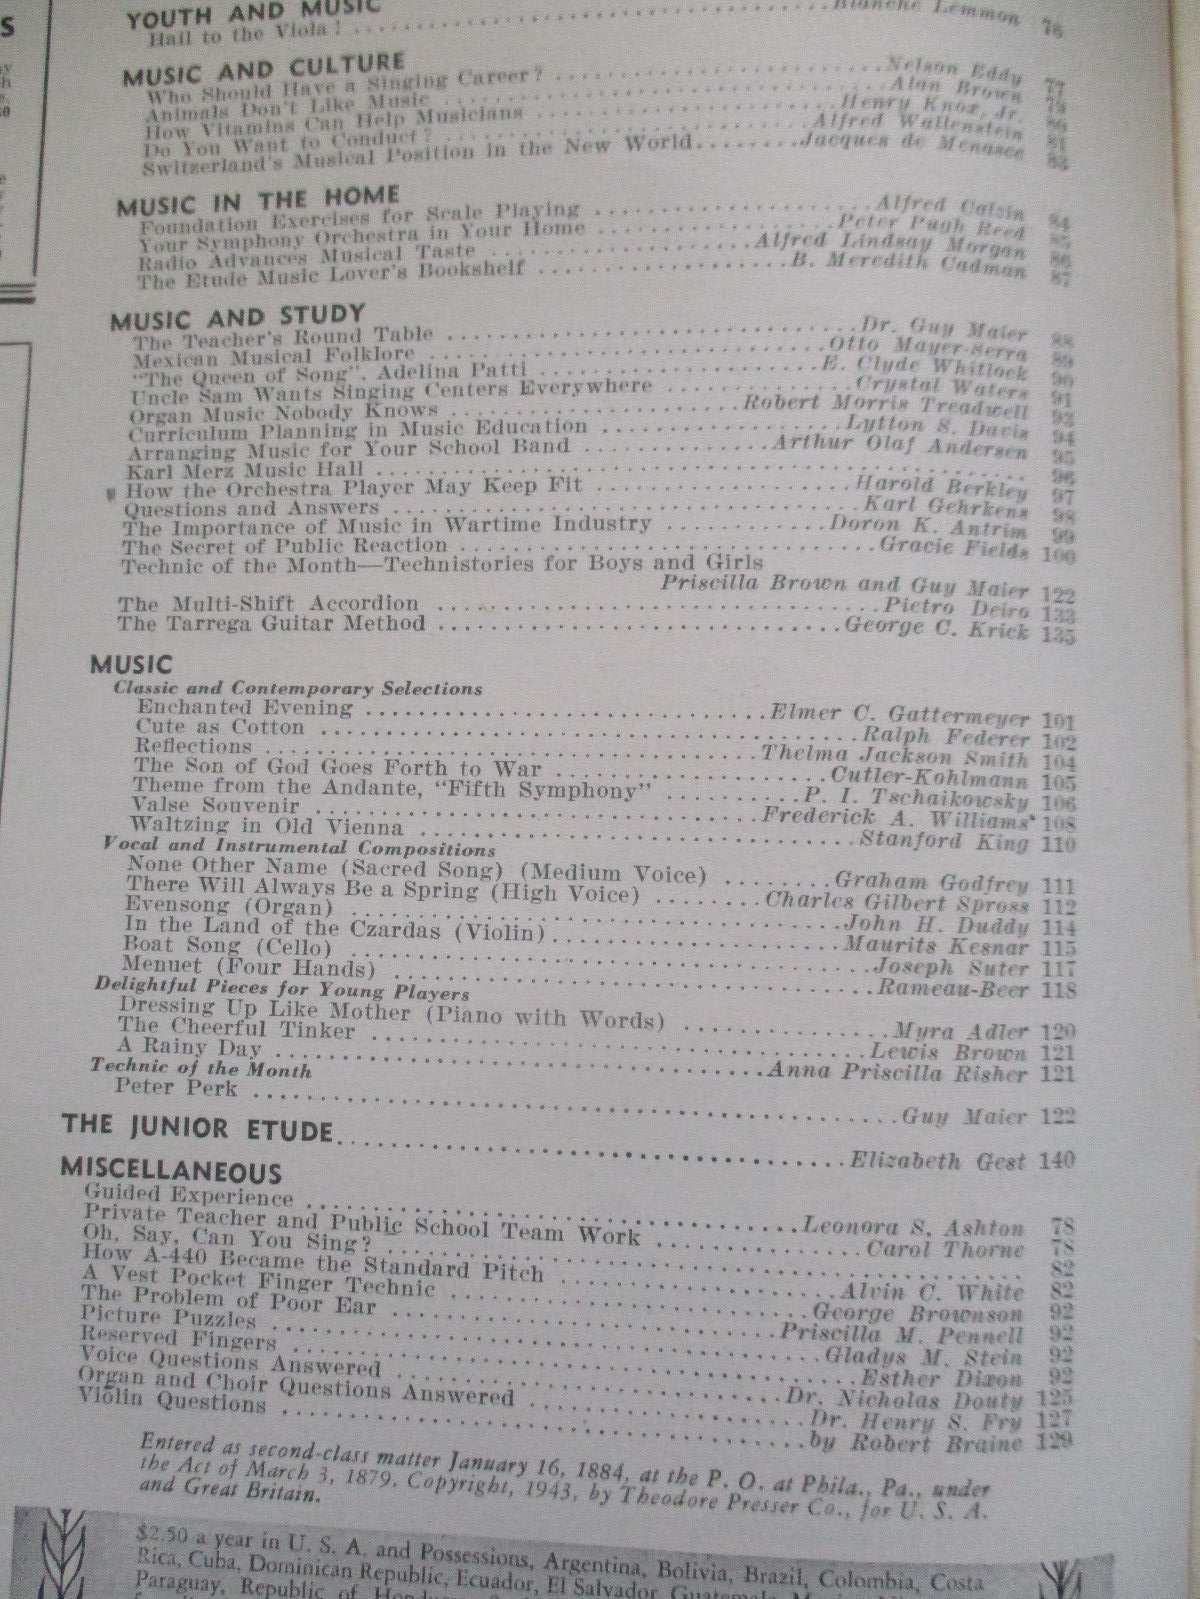 YOUTH AND MUSIC
Hail to the Viola! ........ Blanche Lemmon 76
MUSIC AND CULTURE
Who Should Have a Singing Career? ........ Nelson Eddy 77
Animals Don't Like Music ........ Alan Brown 79
How Vitamins Can Help Musicians ........ Henry Knox, Jr. 80
Do You Want to Conduct? ........ Alfred Wallenstein 81
Switzerland's Musical Position in the New World ........ Jacques de Menasce 83
MUSIC IN THE HOME
Foundation Exercises for Scale Playing ........ Alfred Calzin 84
Your Symphony Orchestra in Your Home ........ Peter Pugh Reed 85
Radio Advances Musical Taste ........ Alfred Lindsay Morgan 86
The Etude Music Lover's Bookshelf ........ B. Meredith Cadman 87
MUSIC AND STUDY
The Teacher's Round Table ........ Dr. Guy Maier 88
Mexican Musical Folklore ........ Otto Mayer-Serra 89
"The Queen of Song". Adelina Patti ........ E. Clyde Whitlock 90
Uncle Sam Wants Singing Centers Everywhere ........ Crystal Waters 91
Organ Music Nobody Knows ........ Robert Morris Treadwell 93
Curriculum Planning in Music Education ........ Lytton S. Davis 94
Arranging Music for Your School Band ........ Arthur Olaf Andersen 95
Karl Merz Music Hall ........ 96
How the Orchestra Player May Keep Fit ........ Harold Berkley 97
Questions and Answers ........ Karl Gehrkens 98
The Importance of Music in Wartime Industry ........ Doron K. Antrim 99
The Secret of Public Reaction ........ Gracie Fields 100
Technic of the Month—Technistories for Boys and Girls
Priscilla Brown and Guy Maier 122
The Multi-Shift Accordion ........ Pietro Deiro 133
The Tarrega Guitar Method ........ George C. Krick 135
MUSIC
Classic and Contemporary Selections
Enchanted Evening ........ Elmer C. Gattermeyer 101
Cute as Cotton ........ Ralph Federer 102
Reflections ........ Thelma Jackson Smith 104
The Son of God Goes Forth to War ........ Cutler-Kohlmann 105
Theme from the Andante, "Fifth Symphony" ........ P. I. Tschaikowsky 106
Valse Souvenir ........ Frederick A. Williams 108
Waltzing in Old Vienna ........ Stanford King 110
Vocal and Instrumental Compositions
None Other Name (Sacred Song) (Medium Voice) ........ Graham Godfrey 111
There Will Always Be a Spring (High Voice) ........ Charles Gilbert Spross 112
Evensong (Organ) ........ John H. Duddy 114
In the Land of the Czardas (Violin) ........ Maurits Kesnar 115
Boat Song (Cello) ........ Joseph Suter 117
Menuet (Four Hands) ........ Rameau-Beer 118
Delightful Pieces for Young Players
Dressing Up Like Mother (Piano with Words) ........ Myra Adler 120
The Cheerful Tinker ........ Lewis Brown 121
A Rainy Day ........ Anna Priscilla Risher 121
Technic of the Month
Peter Perk ........ Guy Maier 122
THE JUNIOR ETUDE ........ Elizabeth Gest 140
MISCELLANEOUS
Guided Experience ........ Leonora S. Ashton 78
Private Teacher and Public School Team Work ........ Carol Thorne 78
Oh, Say, Can You Sing? ........ 82
How A-440 Became the Standard Pitch ........ Alvin C. White 82
A Vest Pocket Finger Technic ........ George Brownson 92
The Problem of Poor Ear ........ Priscilla M. Pennell 92
Picture Puzzles ........ Gladys M. Stein 92
Reserved Fingers ........ Esther Dixon 92
Voice Questions Answered ........ Dr. Nicholas Douty 125
Organ and Choir Questions Answered ........ Dr. Henry S. Fry 127
Violin Questions ........ by Robert Braine 129
Entered as second-class matter January 16, 1884, at the P. O. at Phila., Pa., under
the Act of March 3, 1879. Copyright, 1943, by Theodore Presser Co., for U. S. A.
and Great Britain.
$2.50 a year in U. S. A. and Possessions, Argentina, Bolivia, Brazil, Colombia, Costa
Rica, Cuba, Dominican Republic, Ecuador, El Salvador, Guatemala,
Paraguay, Republic of